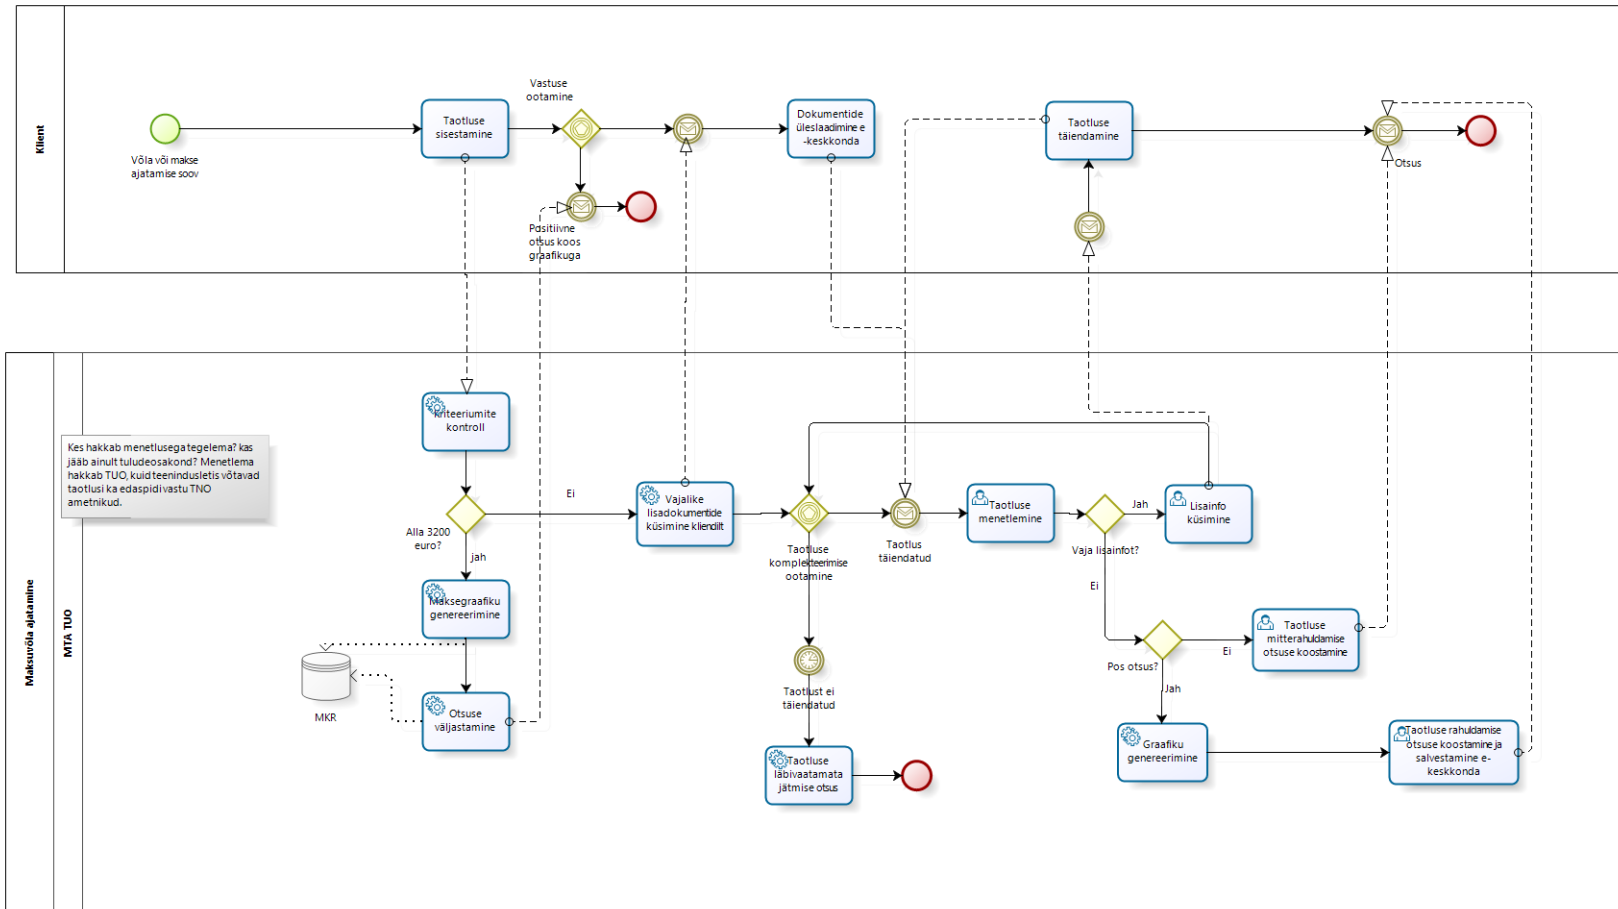 Klient
Võla või makse
ajatamise soov
Taotluse
sisestamine
Vastuse
ootamine
Positiivne
otsus koos
graafikuga
Dokumentide
üleslaadimine e
-keskkonda
Taotluse
täiendamine
Otsus
Maksuvõla ajatamine
MTA TUO
Kes hakkab menetlusega tegelema? kas
jääb ainult tuludeosakond? Menetlema
hakkab TUO, kuid teenindusletis võtavad
taotlusi ka edaspidi vastu TNO
ametnikud.
Kriteeriumite
kontroll
Alla 3200
euro?
Ei
jah
Maksegraafiku
genereerimine
MKR
Otsuse
väljastamine
Vajalike
lisadokumentide
küsimine kliendilt
Taotluse
komplekteerimise
ootamine
Taotlus
täiendatud
Taotlust ei
täiendatud
Taotluse
läbivaatamata
jätmise otsus
Taotluse
menetlemine
Vaja lisainfot?
Jah
Lisainfo
küsimine
Ei
Pos otsus?
Ei
Taotluse
mitterahuldamise
otsuse koostamine
Jah
Graafiku
genereerimine
Taotluse rahuldamise
otsuse koostamine ja
salvestamine e-
keskkonda